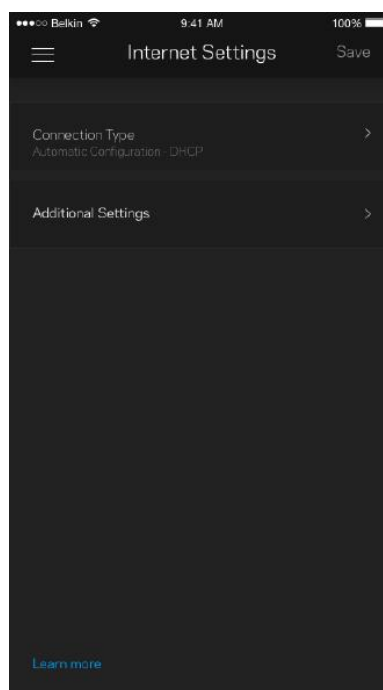 Belkin 9:41 AM 100%
Internet Settings Save
Connection Type
Automatic Configuration - DHCP
Additional Settings
Learn more